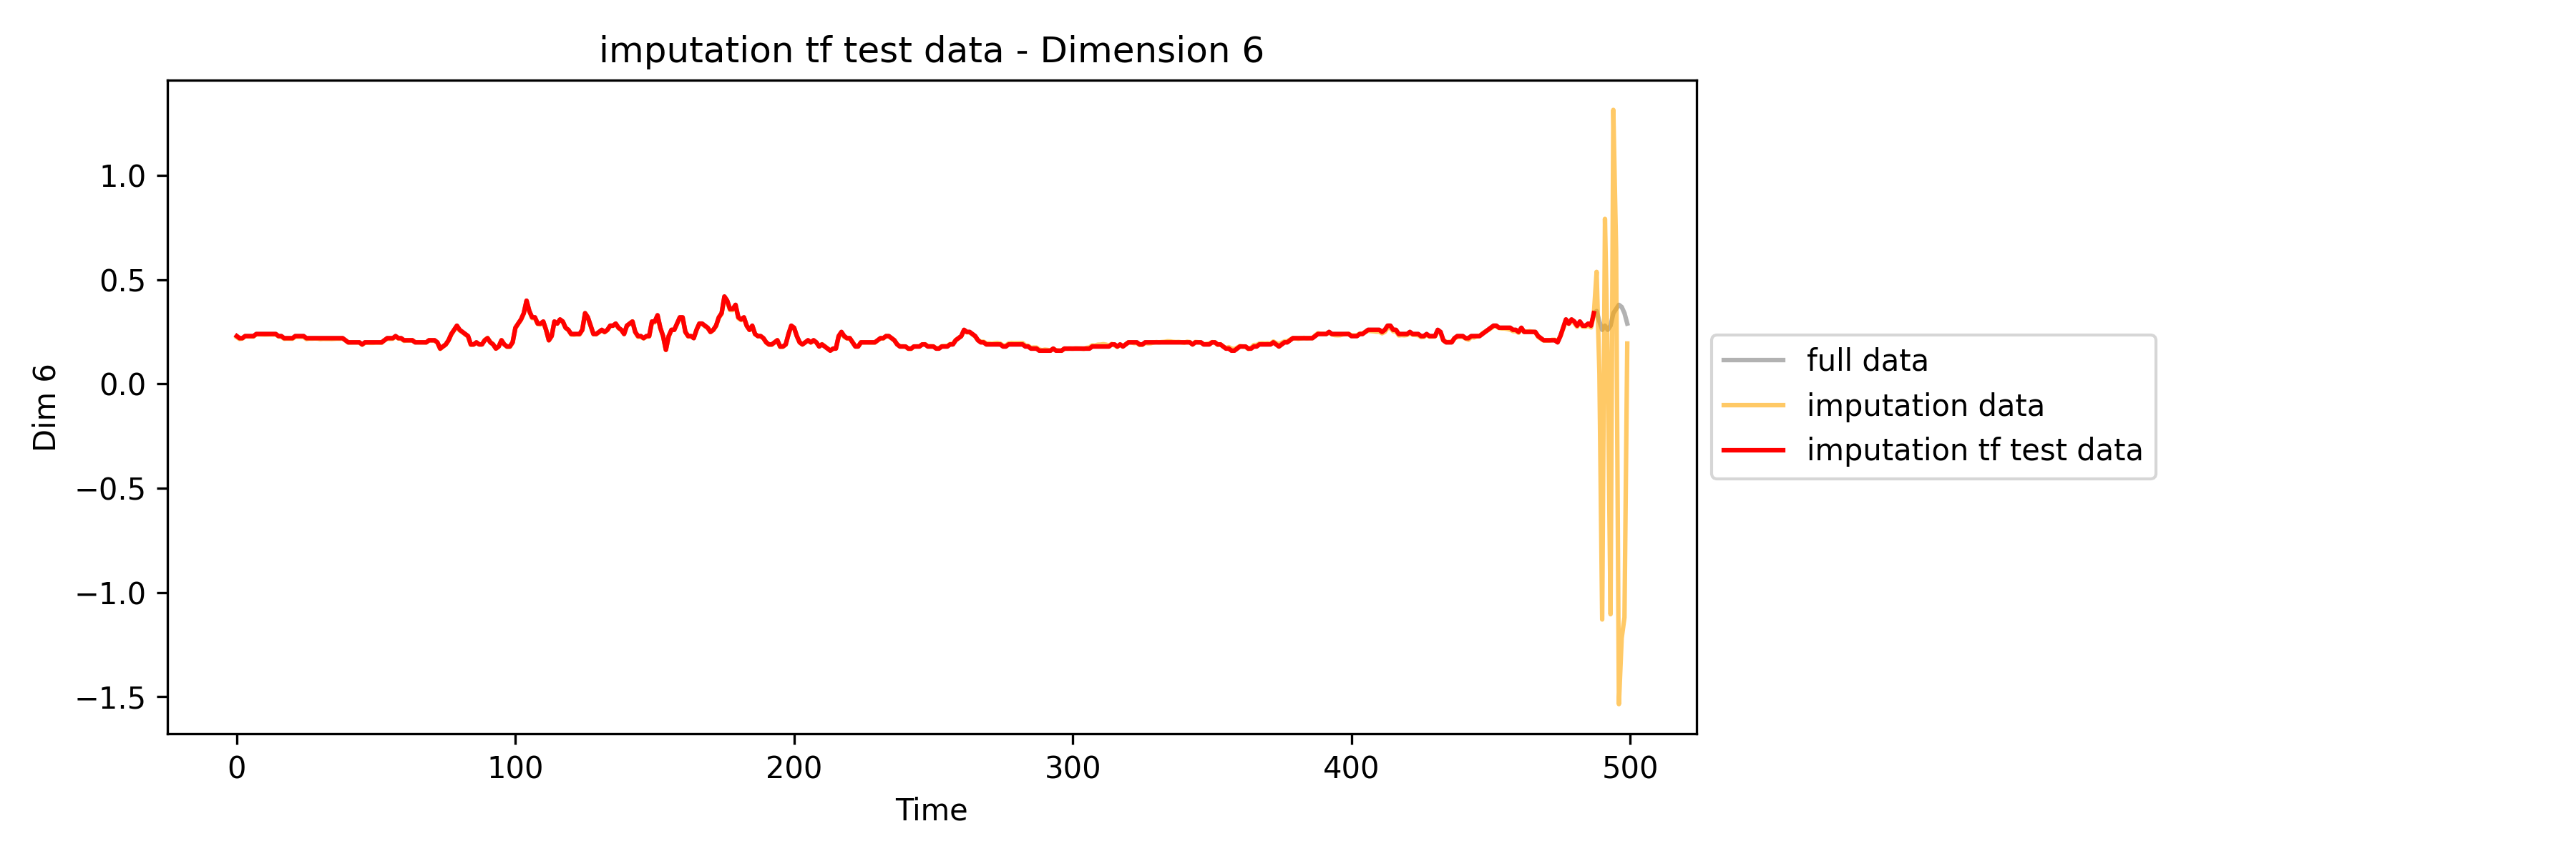 imputation tf test data - Dimension 6
1.0
0.5
0.0
−0.5
−1.0
−1.5
Dim 6
0 100 200 300 400 500
Time
full data
imputation data
imputation tf test data